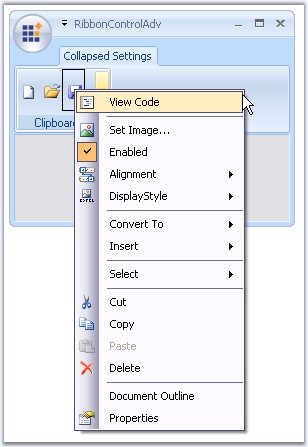 RibbonControlAdv
Collapsed Settings
Clipboa
View Code
Set Image...
Enabled
Alignment
DisplayStyle
Convert To
Insert
Select
Cut
Copy
Paste
Delete
Document Outline
Properties